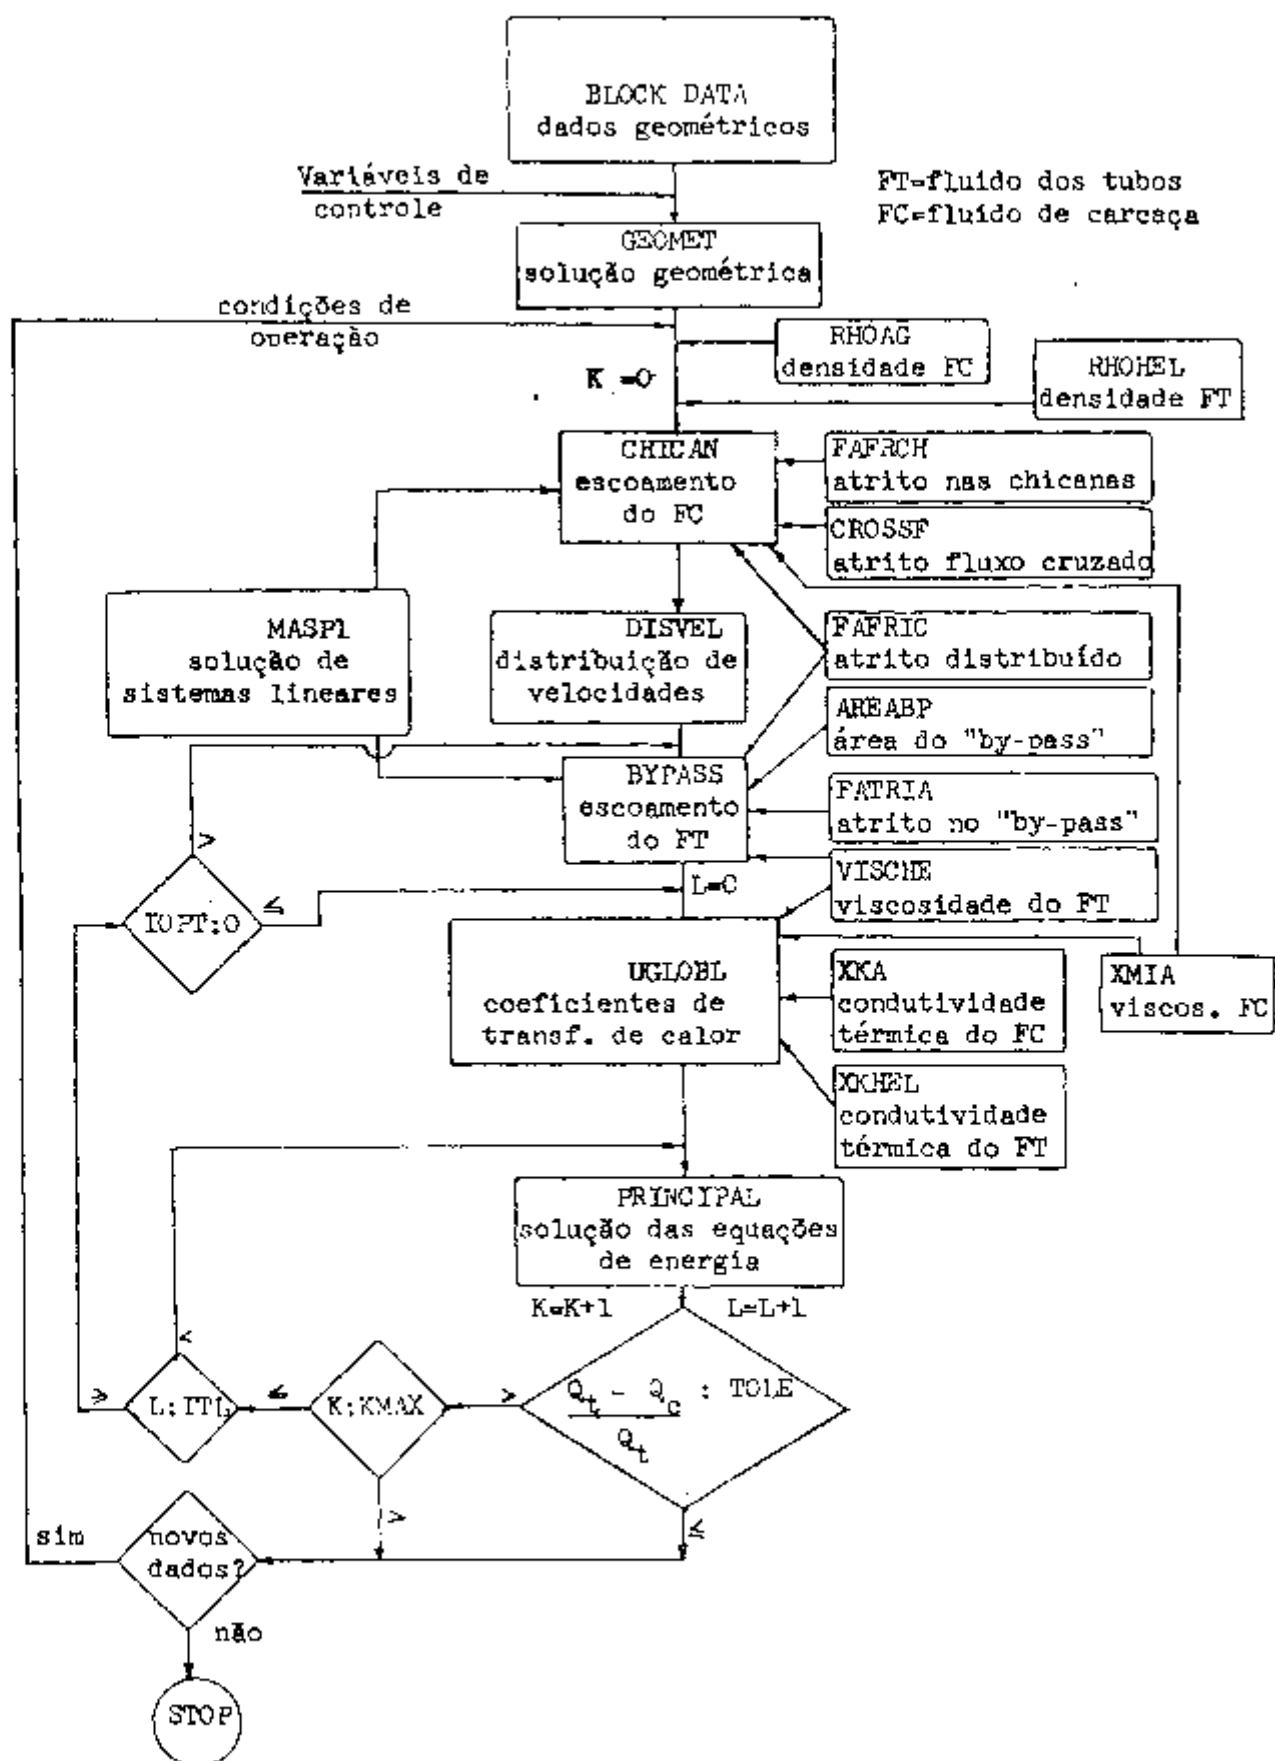 BLOCK DATA
dados geométricos
Variáveis de
controle
FT=fluido dos tubos
FC=fluido de carcaça
GEOMET
solução geométrica
condições de
operação
K =0
RHOAG
densidade FC
RHOHEL
densidade FT
CHICAN
escoamento
do FC
FAFRCH
atrito nas chicanas
CROSSF
atrito fluxo cruzado
MASP1
solução de
sistemas lineares
DISVEL
distribuição de
velocidades
FAFRIC
atrito distribuído
AREABP
área do "by-pass"
BYPASS
escoamento
do FT
FATRIA
atrito no "by-pass"
>
L=0
VISCHE
viscosidade do FT
IOPT:0
≤
UGLOBL
coeficientes de
transf. de calor
XKA
condutividade
térmica do FC
XMIA
viscos. FC
XKHEL
condutividade
térmica do FT
PRINCIPAL
solução das equações
de energia
K=K+1
L=L+1
<
≥
L:ITL
≤
K:KMAX
>
Qt - Qc : TOLE
Qt
>
≤
sim
novos
dados?
não
STOP